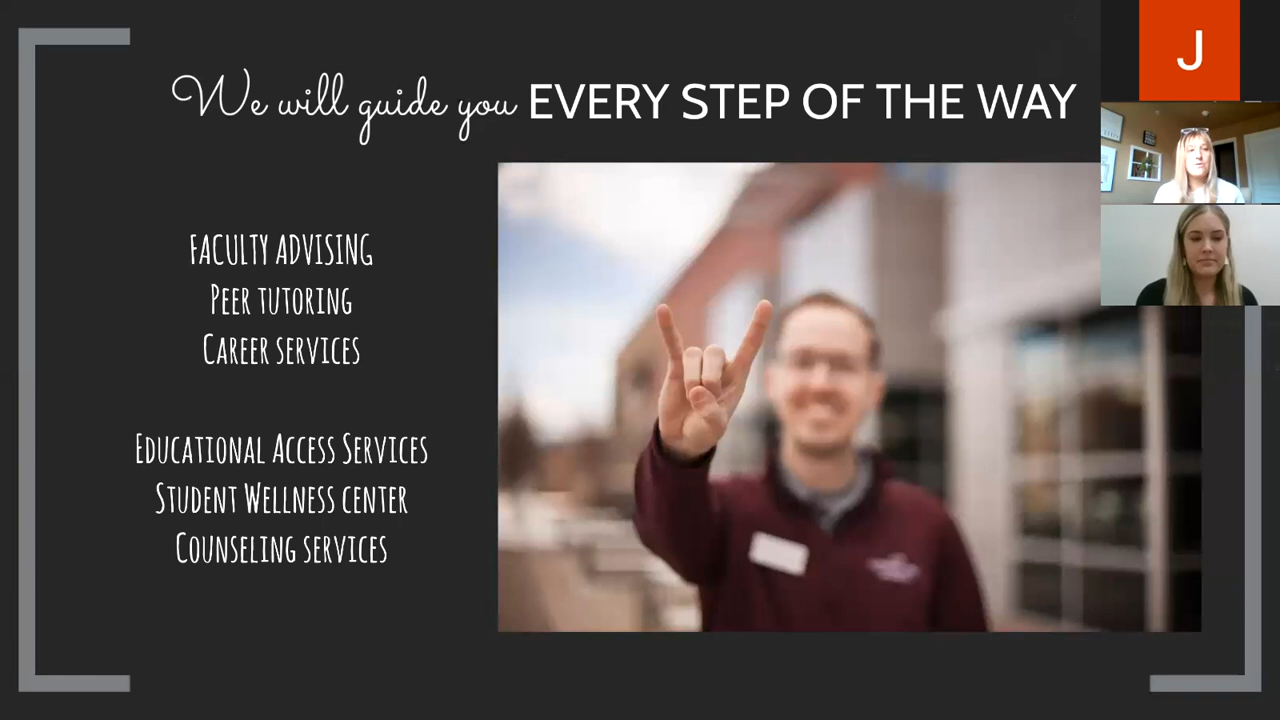 We will guide you EVERY STEP OF THE WAY
FACULTY ADVISING
PEER TUTORING
CAREER SERVICES
EDUCATIONAL ACCESS SERVICES
STUDENT WELLNESS CENTER
COUNSELING SERVICES
J